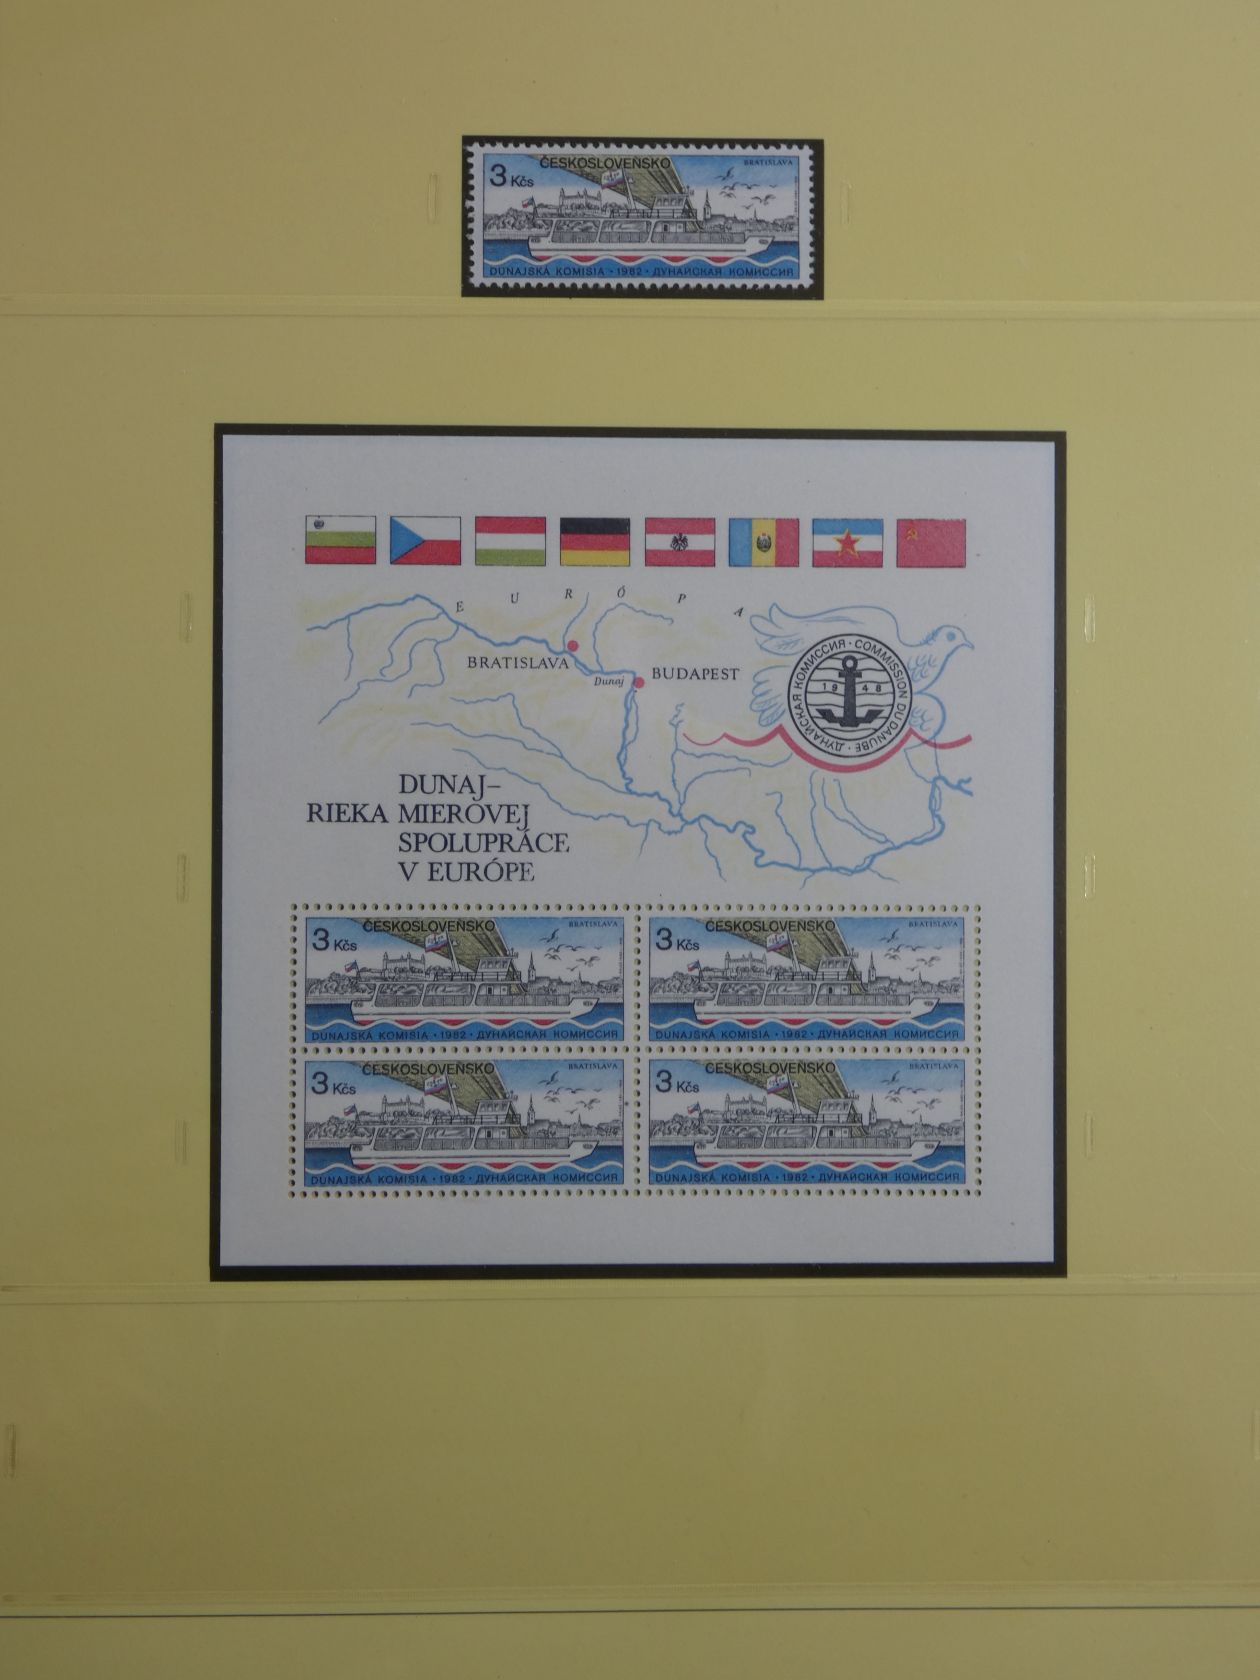 ČESKOSLOVENSKO
BRATISLAVA
3 Kčs
DUNAJSKÁ KOMISIA · 1982 · ДУНАЙСКАЯ КОМИССИЯ
EURÓPA
BRATISLAVA
Dunaj
BUDAPEST
ДУНАЙСКАЯ КОМИССИЯ · COMMISSION DU DANUBE ·
1948
DUNAJ–
RIEKA MIEROVEJ
SPOLUPRÁCE
V EURÓPE
ČESKOSLOVENSKO
BRATISLAVA
3 Kčs
DUNAJSKÁ KOMISIA · 1982 · ДУНАЙСКАЯ КОМИССИЯ
ČESKOSLOVENSKO
BRATISLAVA
3 Kčs
DUNAJSKÁ KOMISIA · 1982 · ДУНАЙСКАЯ КОМИССИЯ
ČESKOSLOVENSKO
BRATISLAVA
3 Kčs
DUNAJSKÁ KOMISIA · 1982 · ДУНАЙСКАЯ КОМИССИЯ
ČESKOSLOVENSKO
BRATISLAVA
3 Kčs
DUNAJSKÁ KOMISIA · 1982 · ДУНАЙСКАЯ КОМИССИЯ